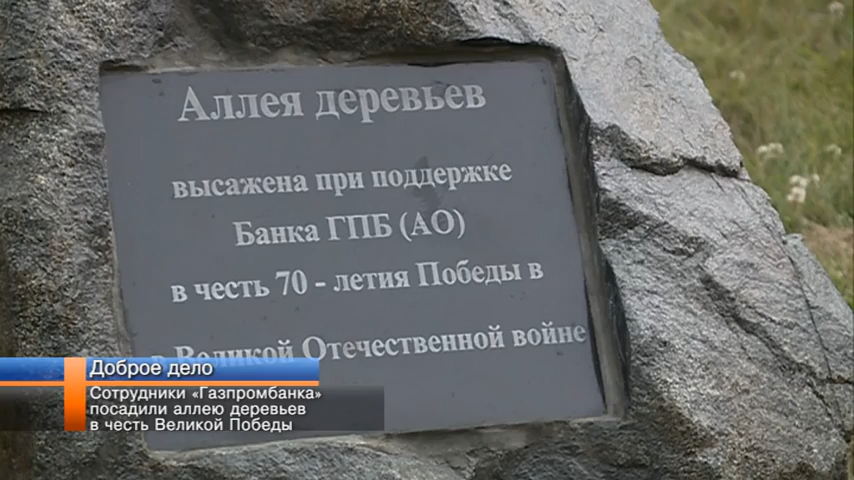 Аллея деревьев
высажена при поддержке
Банка ГПБ (АО)
в честь 70 - летия Победы в
в Великой Отечественной войне
Доброе дело
Сотрудники «Газпромбанка»
посадили аллею деревьев
в честь Великой Победы